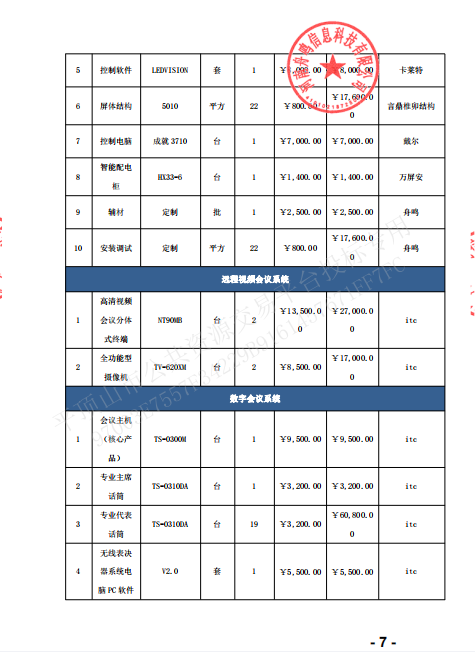 5 控制软件 LEDVISION 套 1 卡莱特
6 屏体结构 5010 平方 22 ￥800.00 ￥17,600.00 音鼎榫卯结构
7 控制电脑 成就 3710 台 1 ￥7,000.00 ￥7,000.00 戴尔
8 智能配电柜 HX33-6 台 1 ￥1,400.00 ￥1,400.00 万屏安
9 辅材 定制 批 1 ￥2,500.00 ￥2,500.00 舟鸣
10 安装调试 定制 平方 22 ￥800.00 ￥17,600.00 舟鸣
远程视频会议系统
1 高清视频会议分体式终端 NT90MB 台 2 ￥13,500.00 ￥27,000.00 itc
2 全功能型摄像机 TV-620XM 台 2 ￥8,500.00 ￥17,000.00 itc
数字会议系统
1 会议主机（核心产品） TS-0300M 台 1 ￥9,500.00 ￥9,500.00 itc
2 专业主席话筒 TS-0310DA 台 1 ￥3,200.00 ￥3,200.00 itc
3 专业代表话筒 TS-0310DA 台 19 ￥3,200.00 ￥60,800.00 itc
4 无线表决器系统电脑 PC 软件 V2.0 套 1 ￥5,500.00 ￥5,500.00 itc
- 7 -